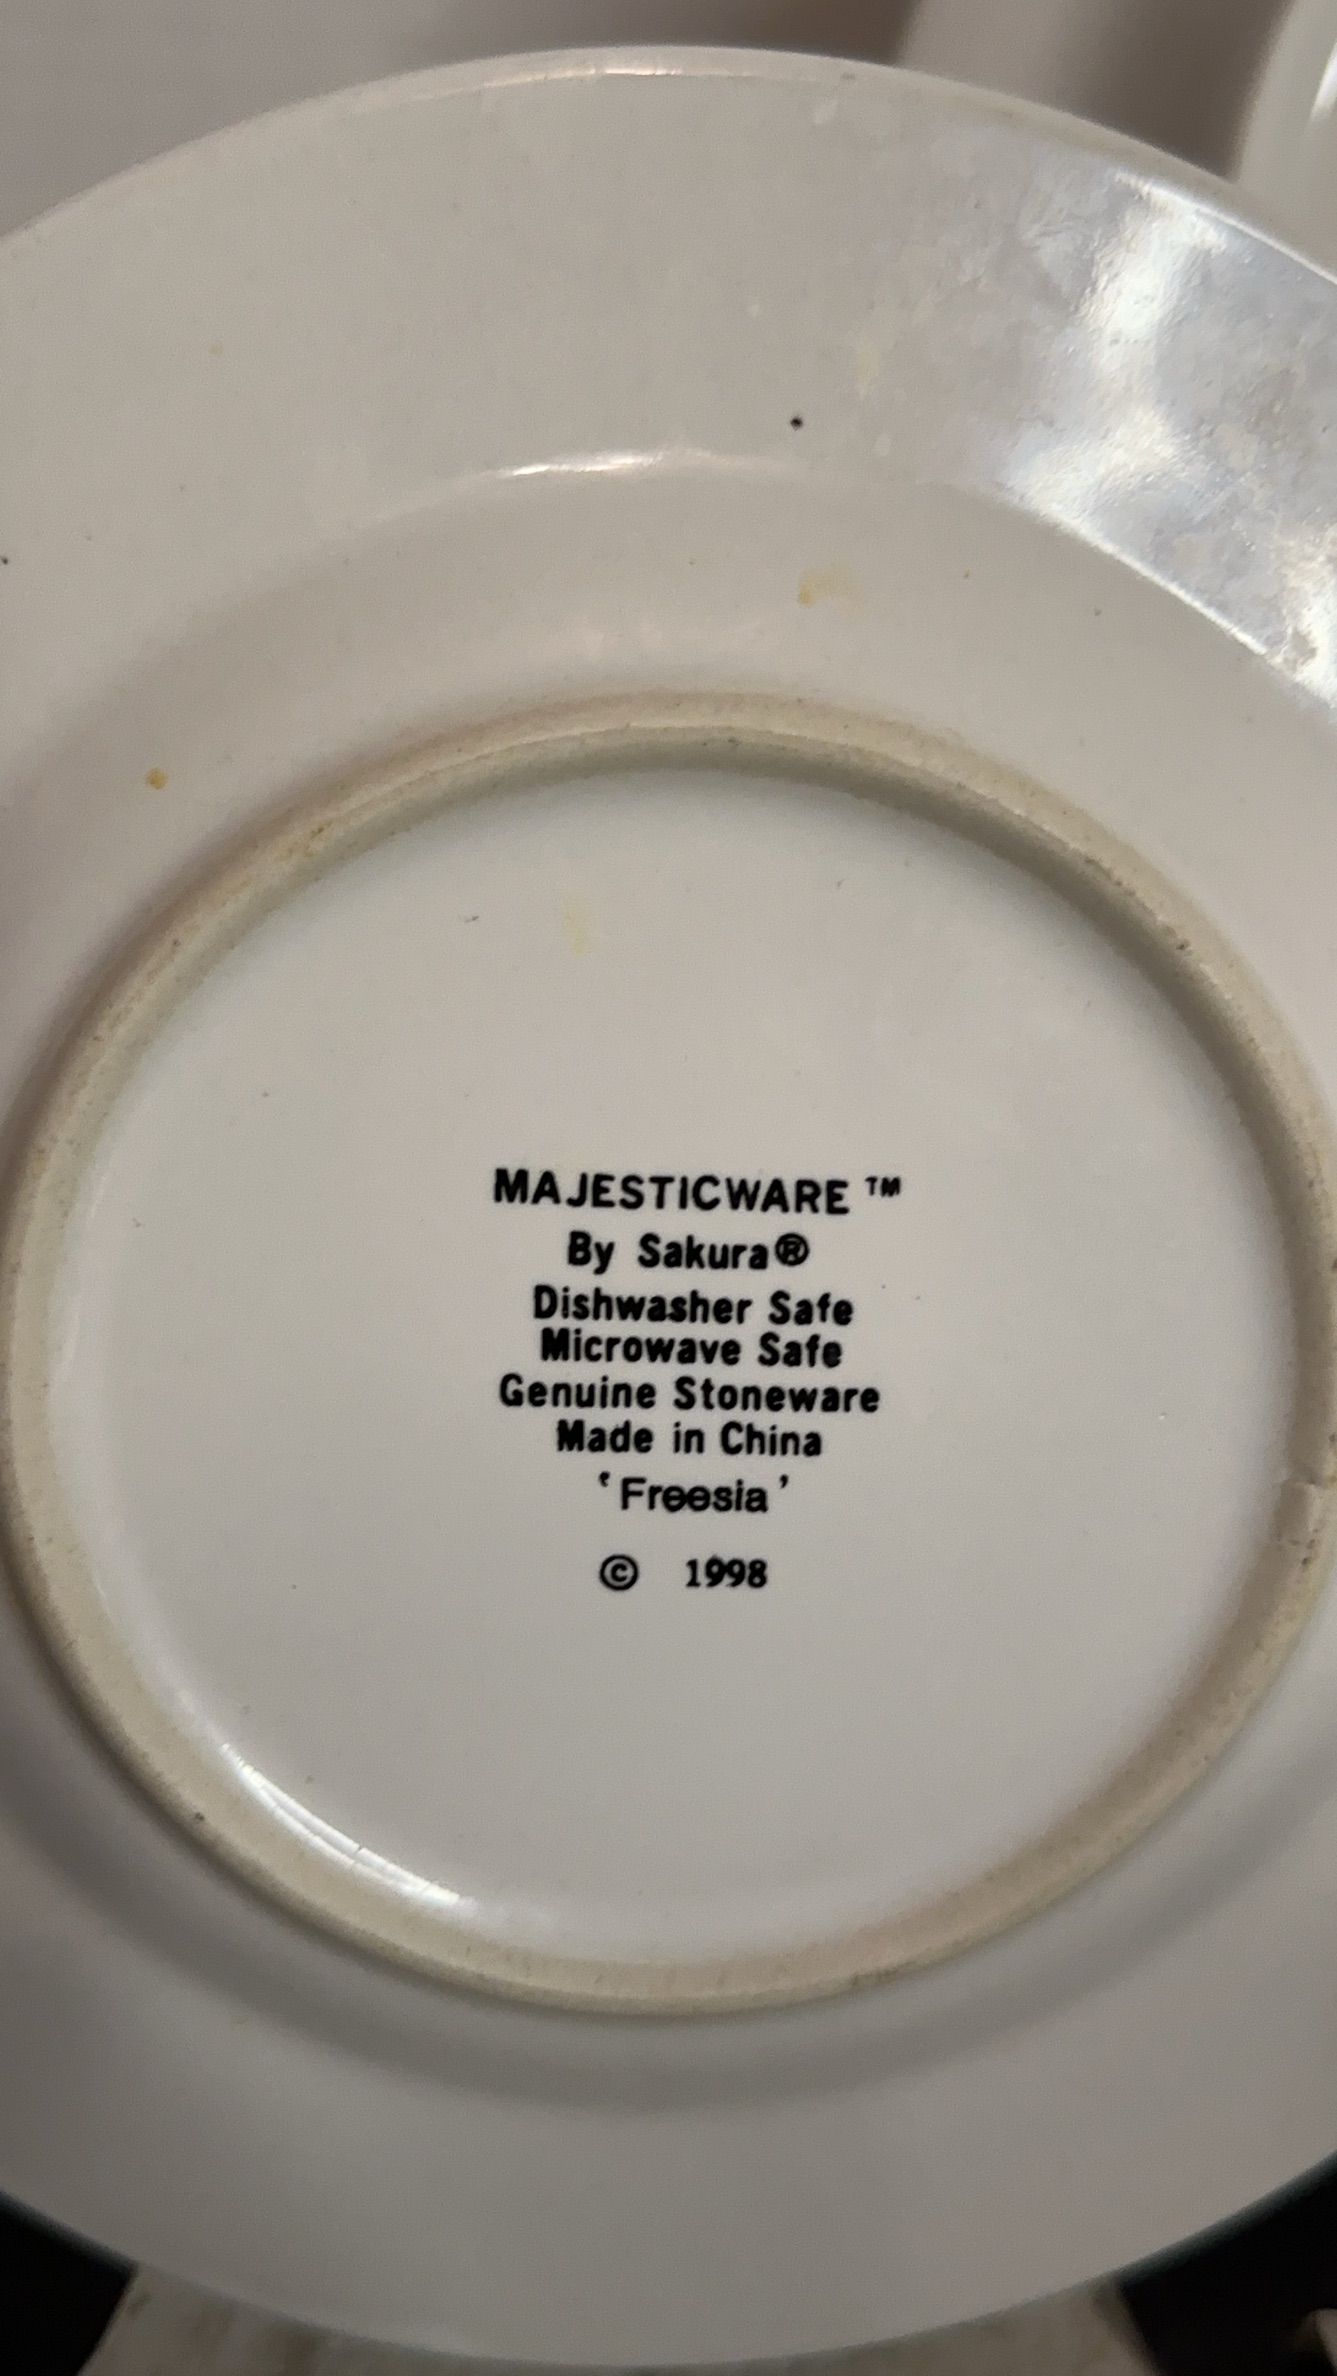 MAJESTICWARE ™
By Sakura®
Dishwasher Safe
Microwave Safe
Genuine Stoneware
Made in China
‘Freesia’
© 1998